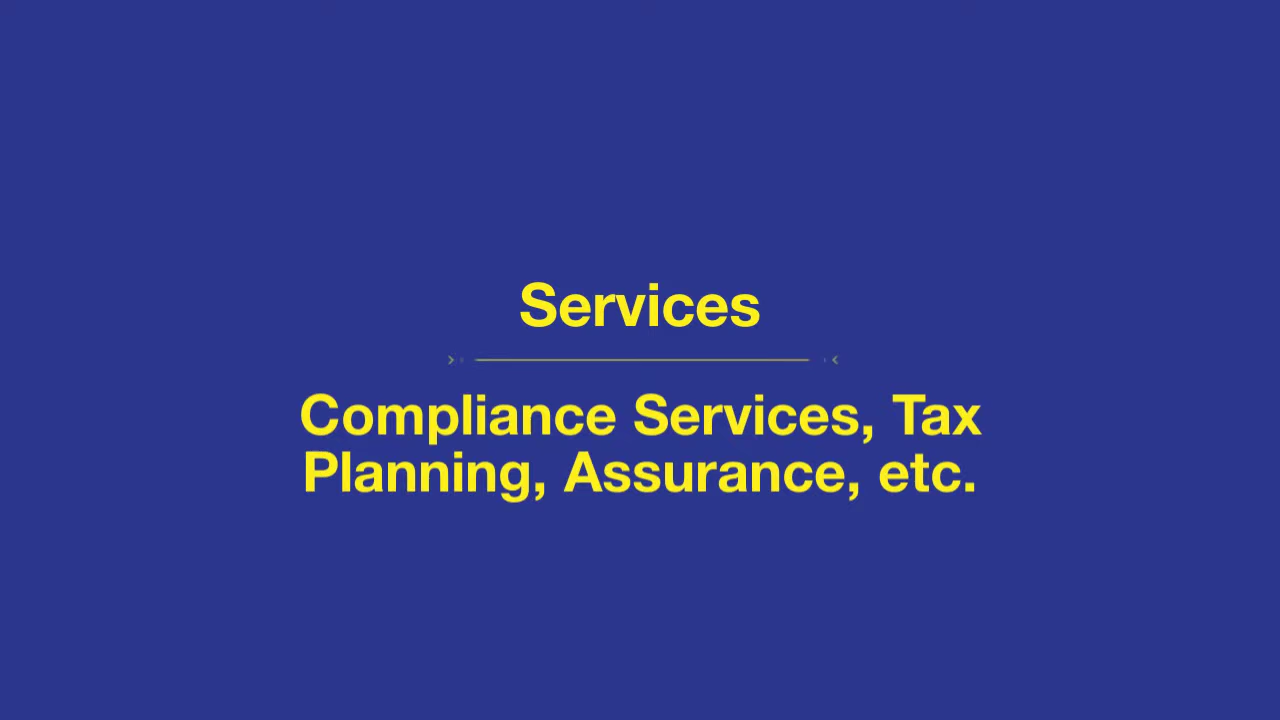 Services
Compliance Services, Tax
Planning, Assurance, etc.